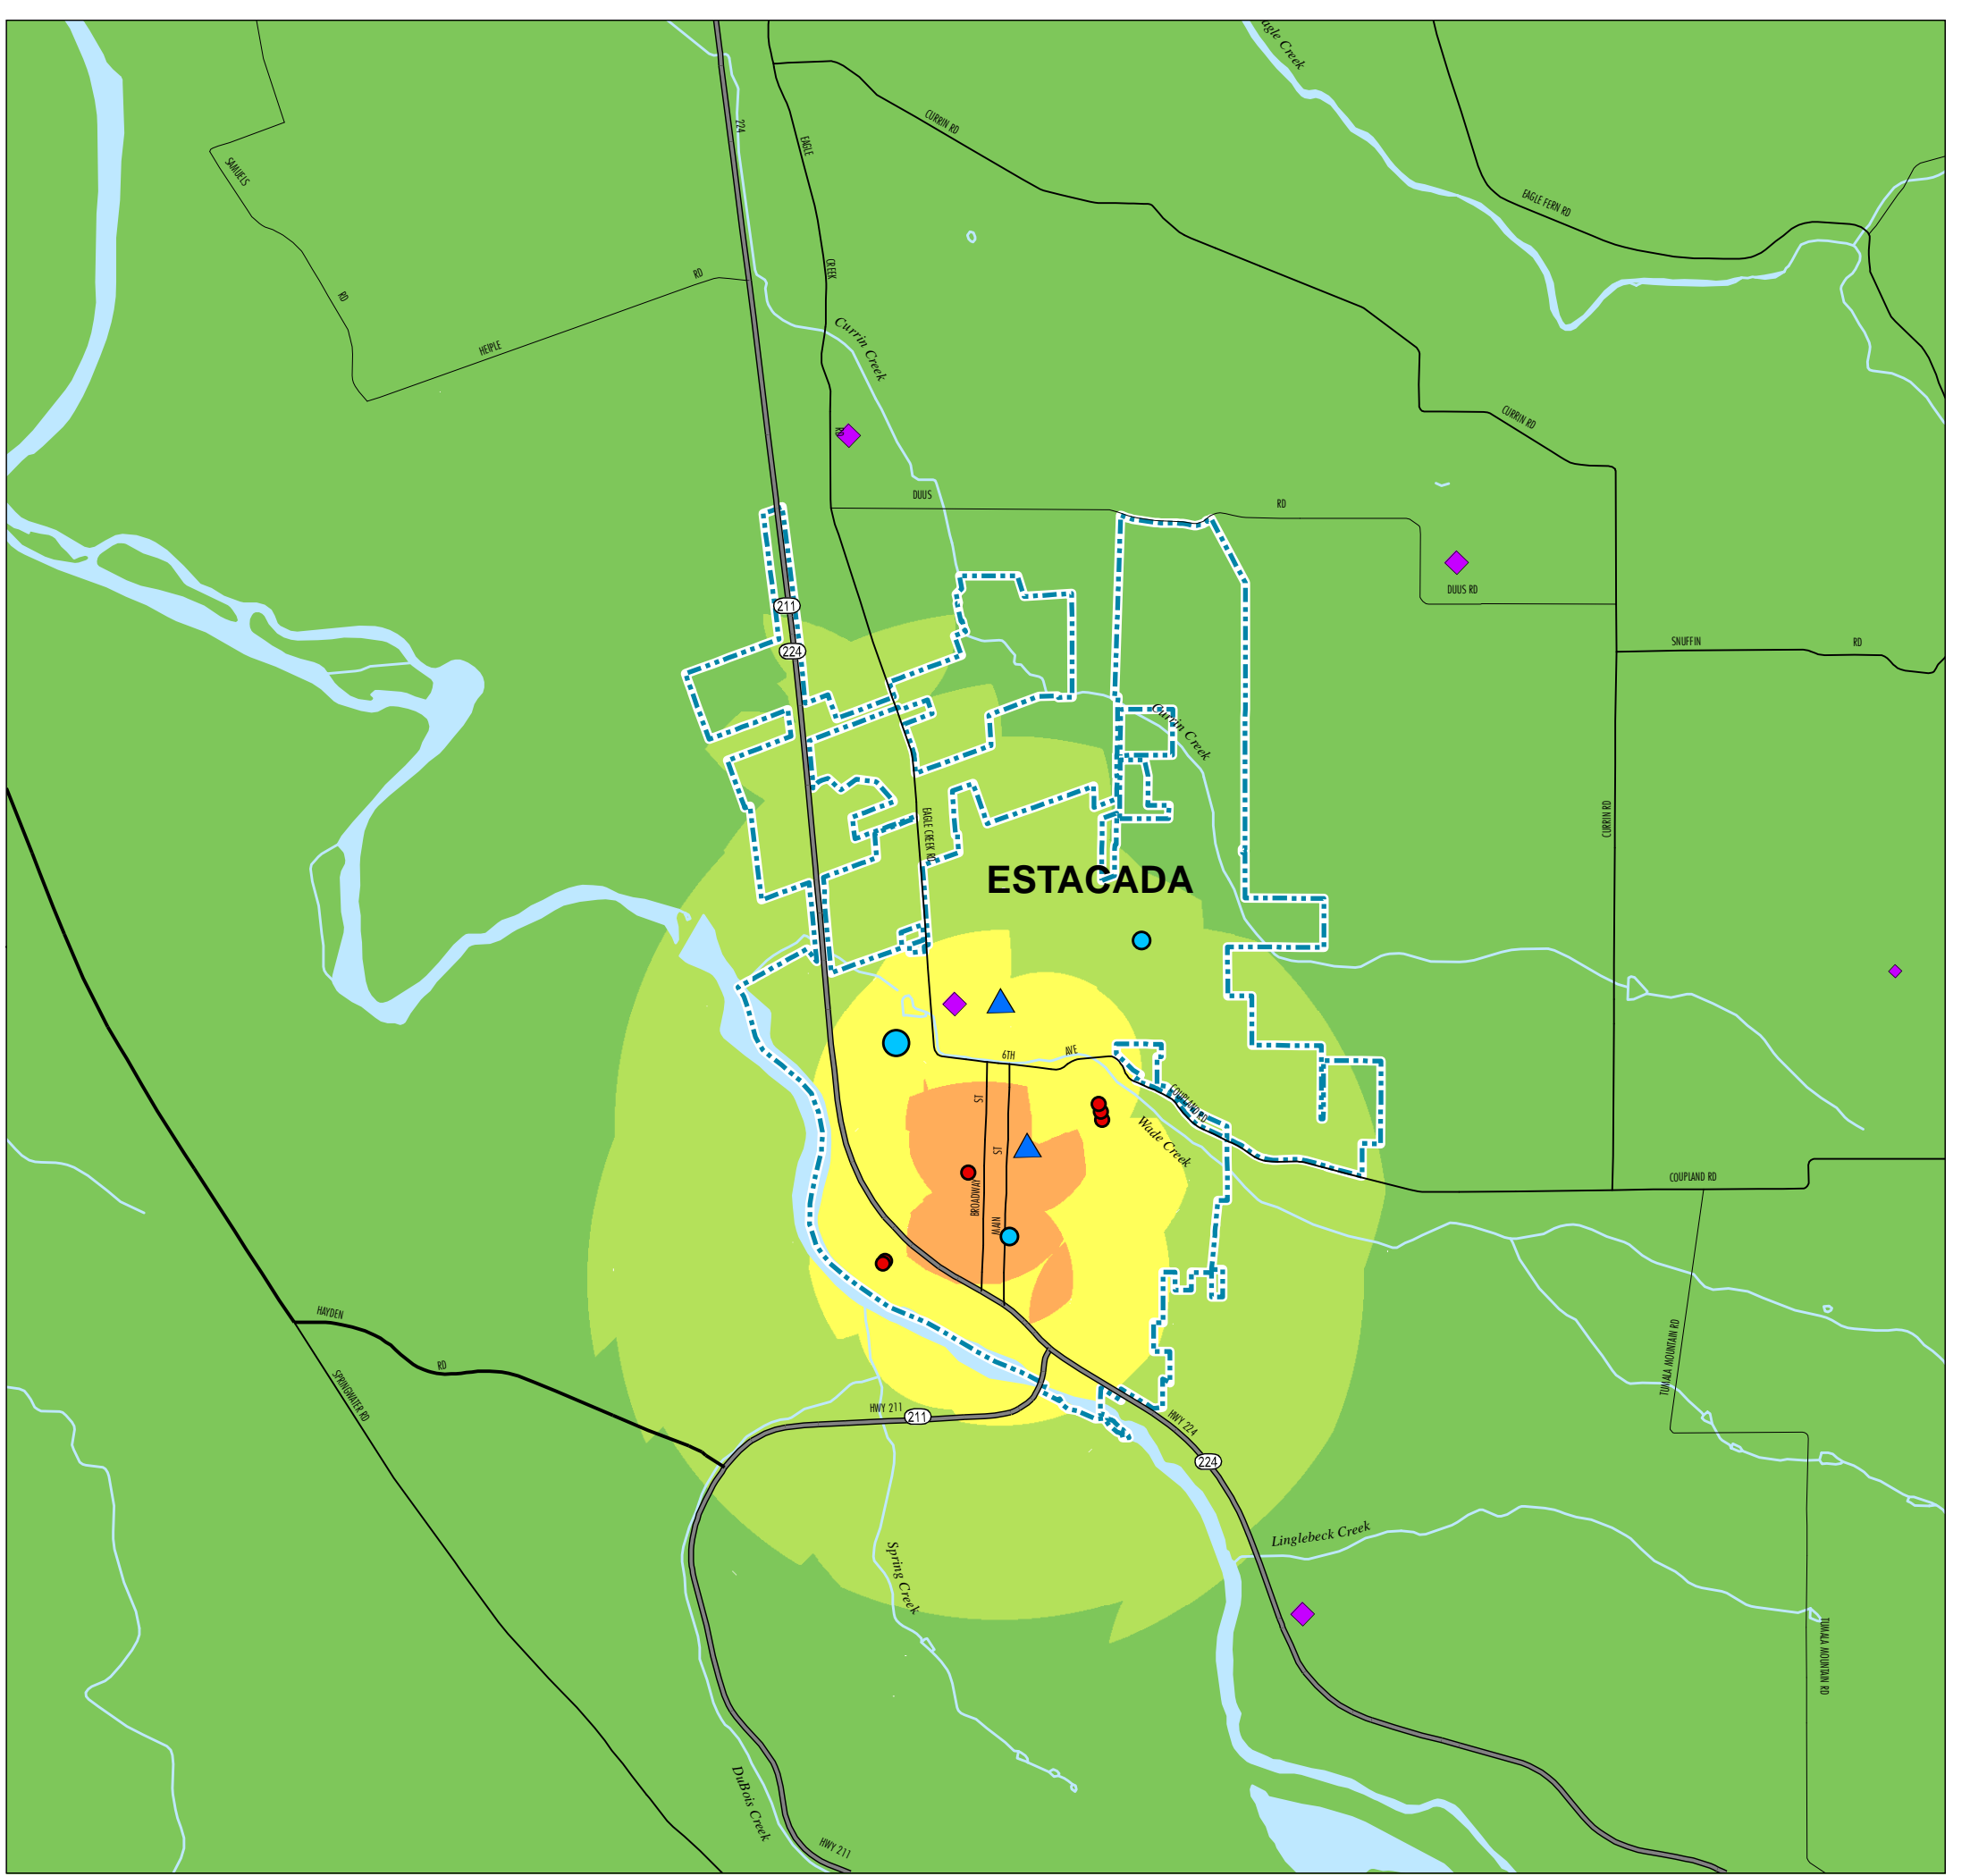 agle Creek
CURRIN RD
224
EAGLE
SAMUELS
EAGLE FERN RD
CREEK
RD
RD
Currin Creek
HEIPLE
CURRIN RD
RD
DUUS
RD
DUUS RD
211
SNUFFIN
RD
224
Currin Creek
CURRIN RD
EAGLE CREEK RD
ESTACADA
6TH
AVE
ST
COUPLAND RD
Wade Creek
ST
COUPLAND RD
BROADWAY
MAIN
HAYDEN
TUMALA MOUNTAIN RD
RD
SPRINGWATER RD
HWY 211
211
HWY 224
224
Linglebeck Creek
Spring Creek
TUMALA MOUNTAIN RD
DuBois Creek
HWY 211